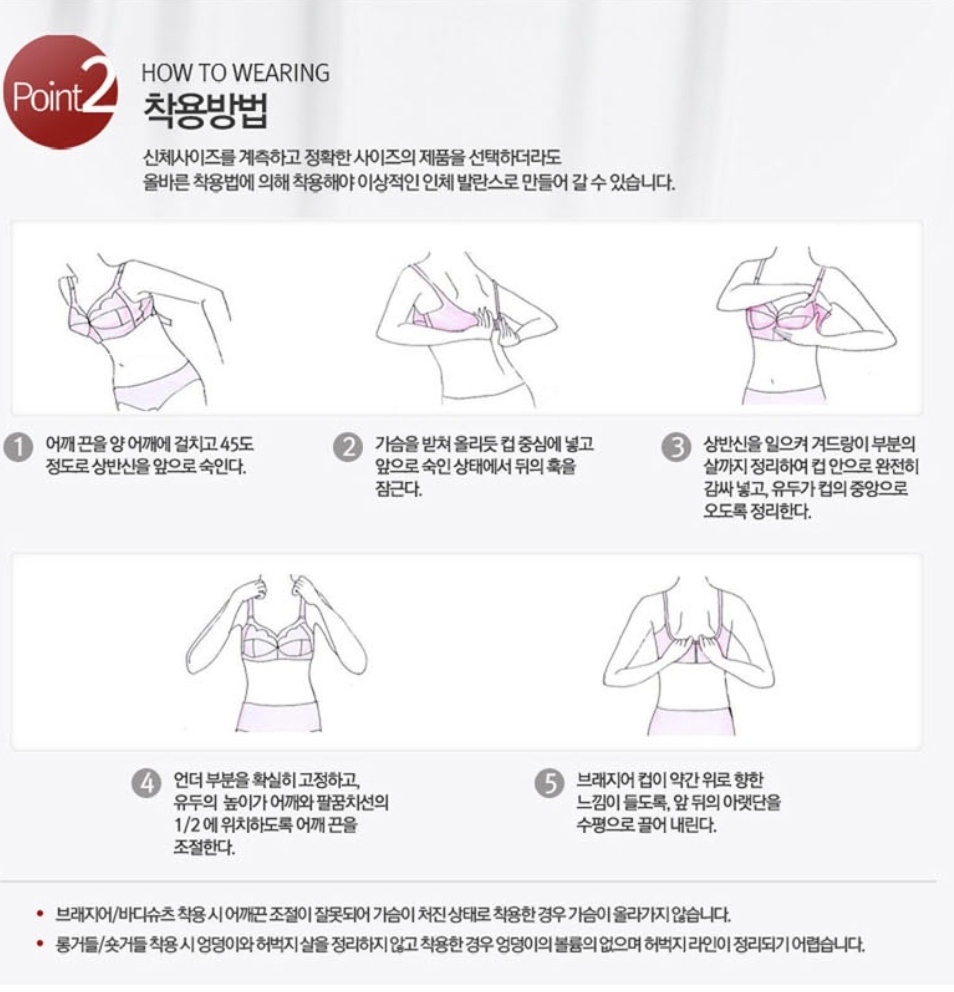 Point2
HOW TO WEARING
착용방법
신체사이즈를 계측하고 정확한 사이즈의 제품을 선택하더라도
올바른 착용법에 의해 착용해야 이상적인 인체 발란스로 만들어 갈 수 있습니다.
1 어깨 끈을 양 어깨에 걸치고 45도
정도로 상반신을 앞으로 숙인다.
2 가슴을 받쳐 올리듯 컵 중심에 넣고
앞으로 숙인 상태에서 뒤의 훅을
잠근다.
3 상반신을 일으켜 겨드랑이 부분의
살까지 정리하여 컵 안으로 완전히
감싸 넣고, 유두가 컵의 중앙으로
오도록 정리한다.
4 언더 부분을 확실히 고정하고,
유두의 높이가 어깨와 팔꿈치선의
1/2 에 위치하도록 어깨 끈을
조절한다.
5 브래지어 컵이 약간 위로 향한
느낌이 들도록, 앞 뒤의 아랫단을
수평으로 끌어 내린다.
• 브래지어/바디슈츠 착용 시 어깨끈 조절이 잘못되어 가슴이 처진 상태로 착용한 경우 가슴이 올라가지 않습니다.
• 롱거들/숏거들 착용 시 엉덩이와 허벅지 살을 정리하지 않고 착용한 경우 엉덩이의 볼륨의 없으며 허벅지 라인이 정리되기 어렵습니다.